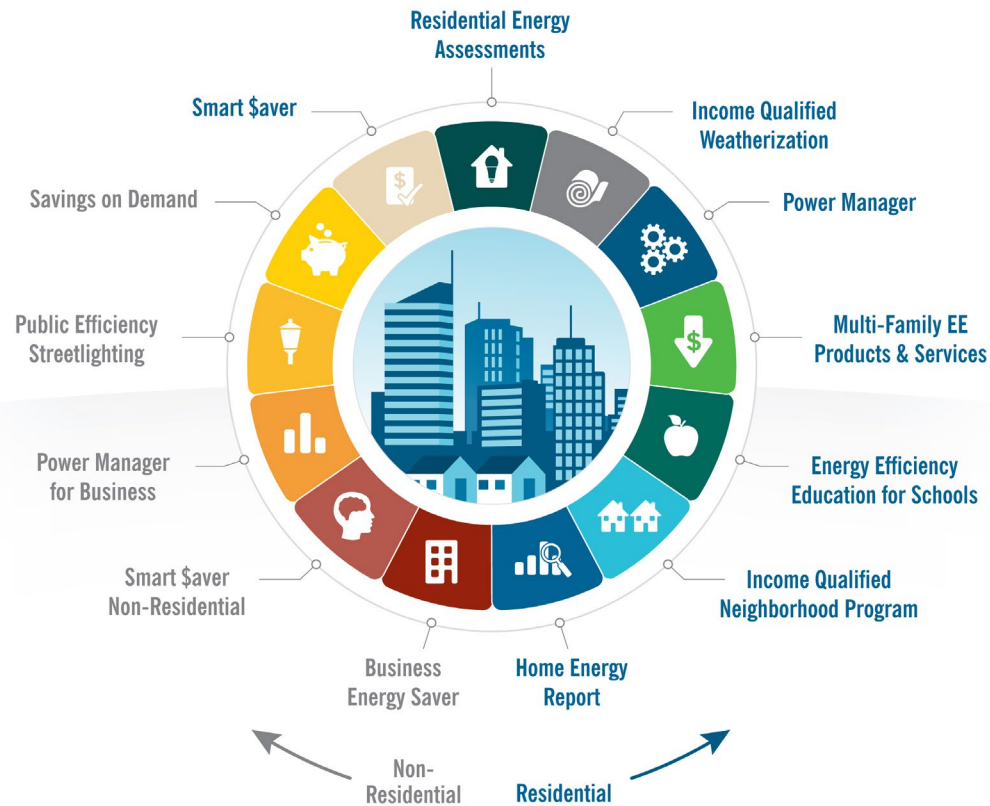 Residential Energy
Assessments
Smart $aver
Income Qualified
Weatherization
Savings on Demand
Power Manager
Public Efficiency
Streetlighting
Multi-Family EE
Products & Services
Power Manager
for Business
Energy Efficiency
Education for Schools
Smart $aver
Non-Residential
Income Qualified
Neighborhood Program
Business
Energy Saver
Home Energy
Report
Non-
Residential
Residential
$
$